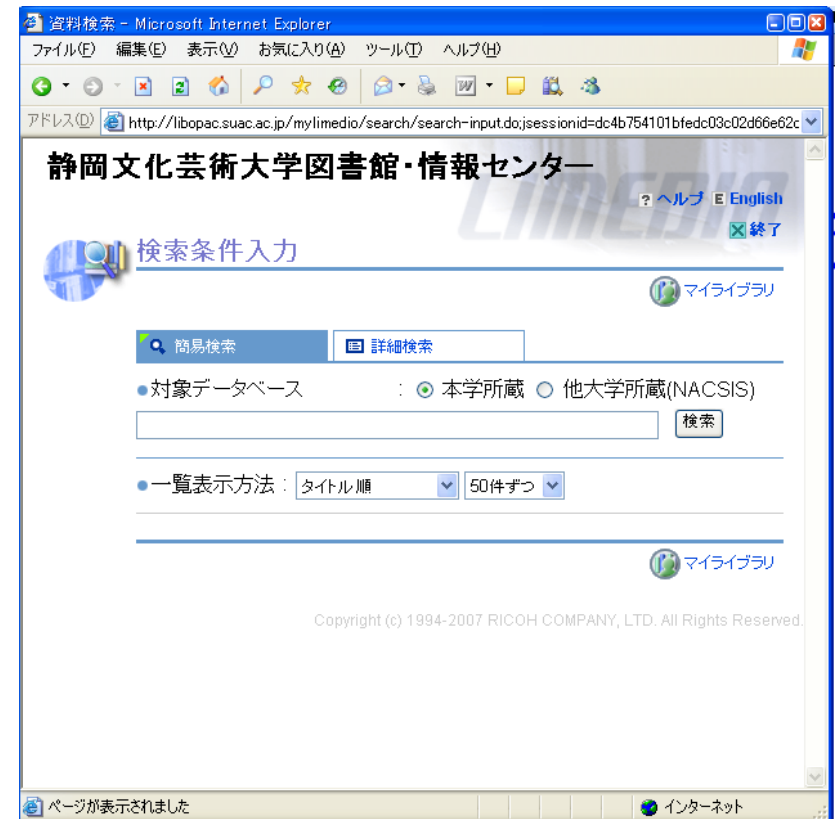 資料検索 - Microsoft Internet Explorer
ファイル(F) 編集(E) 表示(V) お気に入り(A) ツール(T) ヘルプ(H)
アドレス(D) http://libopac.suac.ac.jp/mylimedio/search/search-input.do;jsessionid=dc4b754101bfedc03c02d66e62c
静岡文化芸術大学図書館・情報センター
LIMEDIO
? ヘルプ E English
終了
検索条件入力
マイライブラリ
簡易検索 詳細検索
●対象データベース : 本学所蔵 他大学所蔵(NACSIS)
検索
●一覧表示方法 : タイトル順 50件ずつ
マイライブラリ
Copyright (c) 1994-2007 RICOH COMPANY, LTD. All Rights Reserved.
ページが表示されました インターネット